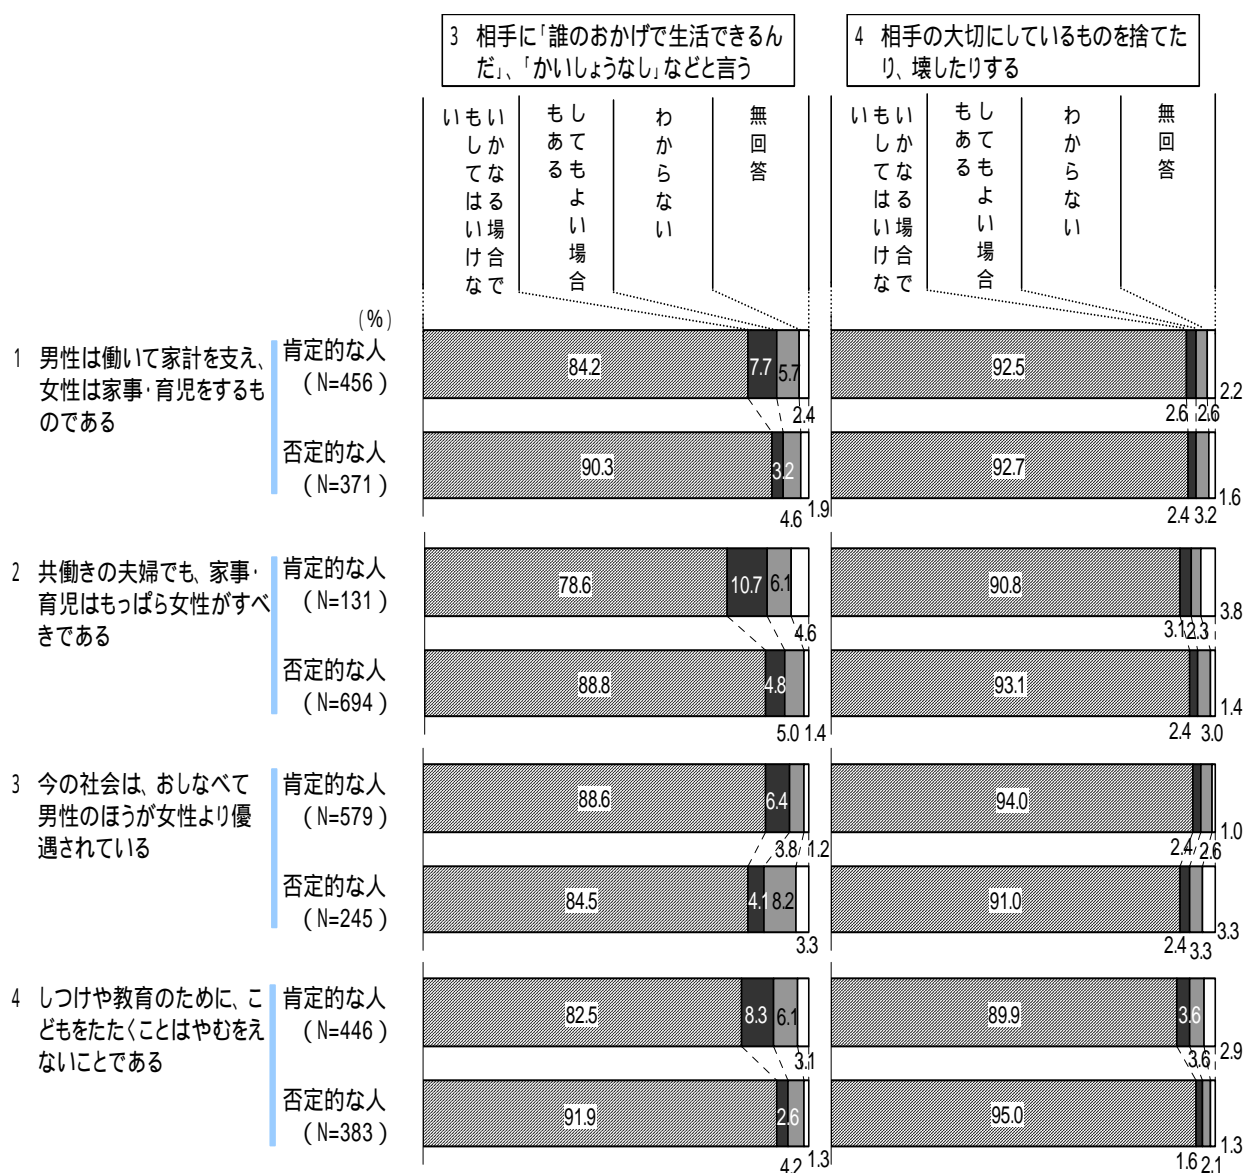 3 相手に「誰のおかげで生活できるん
だ」、「かいしょうなし」などと言う
4 相手の大切にしているものを捨てた
り、壊したりする
いかなる場合で
もしてはいけな
い
してもよい場合
もある
わからない
無回答
いかなる場合で
もしてはいけな
い
してもよい場合
もある
わからない
無回答
(%)
1 男性は働いて家計を支え、
女性は家事・育児をするも
のである
肯定的な人
(N=456)
84.2 7.7 5.7 2.4
92.5 2.6 2.6 2.2
否定的な人
(N=371)
90.3 3.2 4.6 1.9
92.7 2.4 3.2 1.6
2 共働きの夫婦でも、家事・
育児はもっぱら女性がすべ
きである
肯定的な人
(N=131)
78.6 10.7 6.1 4.6
90.8 3.1 2.3 3.8
否定的な人
(N=694)
88.8 4.8 5.0 1.4
93.1 2.4 3.0 1.4
3 今の社会は、おしなべて
男性のほうが女性より優
遇されている
肯定的な人
(N=579)
88.6 6.4 3.8 1.2
94.0 2.4 2.6 1.0
否定的な人
(N=245)
84.5 4.1 8.2 3.3
91.0 2.4 3.3 3.3
4 しつけや教育のために、こ
どもをたたくことはやむをえ
ないことである
肯定的な人
(N=446)
82.5 8.3 6.1 3.1
89.9 3.6 3.6 2.9
否定的な人
(N=383)
91.9 2.6 4.2 1.3
95.0 1.6 2.1 1.3